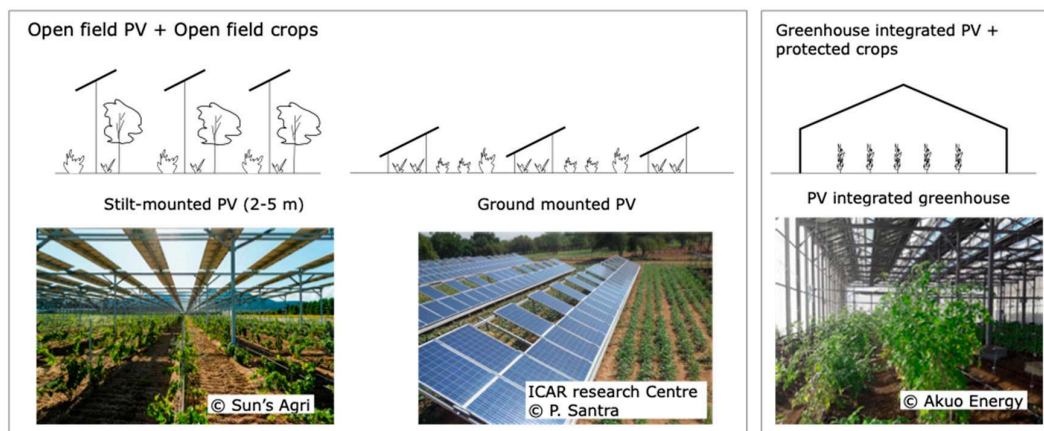 Open field PV + Open field crops
Stilt-mounted PV (2-5 m)
© Sun's Agri
Ground mounted PV
ICAR research Centre
© P. Santra
Greenhouse integrated PV +
protected crops
PV integrated greenhouse
© Akuo Energy